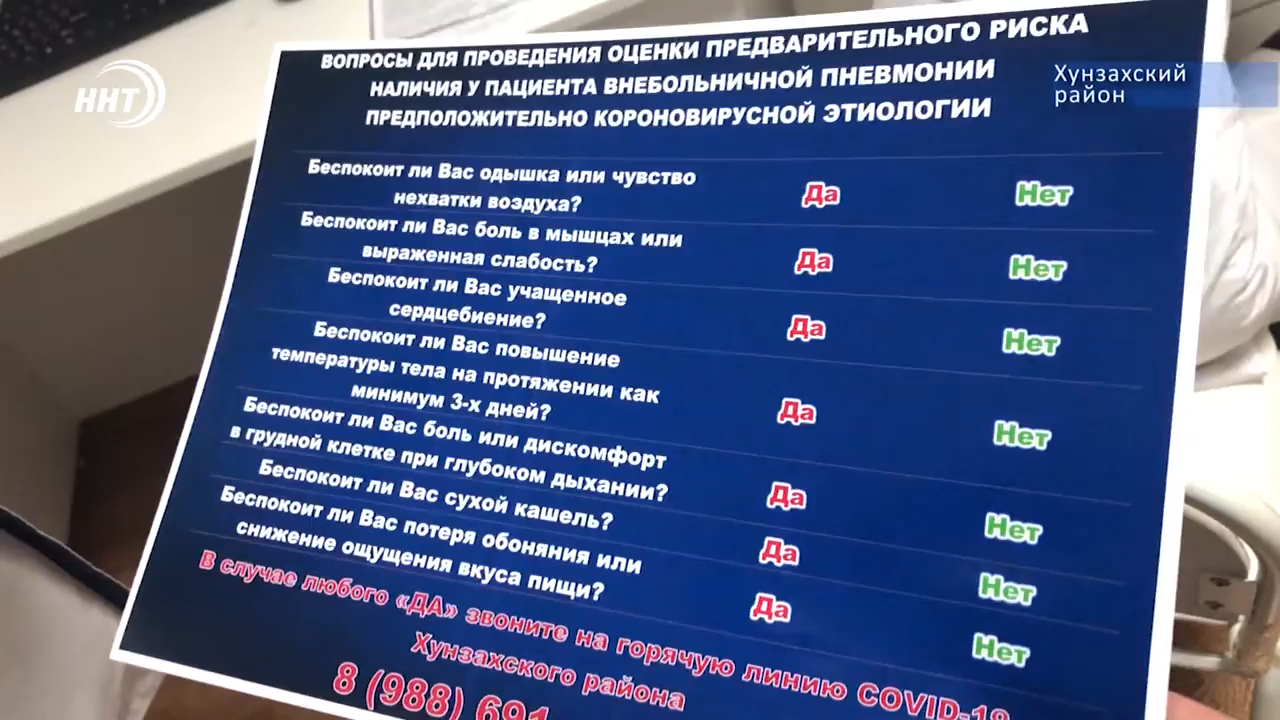 ННТ
Хунзахский
район
ВОПРОСЫ ДЛЯ ПРОВЕДЕНИЯ ОЦЕНКИ ПРЕДВАРИТЕЛЬНОГО РИСКА
НАЛИЧИЯ У ПАЦИЕНТА ВНЕБОЛЬНИЧНОЙ ПНЕВМОНИИ
ПРЕДПОЛОЖИТЕЛЬНО КОРОНОВИРУСНОЙ ЭТИОЛОГИИ
Беспокоит ли Вас одышка или чувство
нехватки воздуха?
Да
Нет
Беспокоит ли Вас боль в мышцах или
выраженная слабость?
Да
Нет
Беспокоит ли Вас учащенное
сердцебиение?
Да
Нет
Беспокоит ли Вас повышение
температуры тела на протяжении как
минимум 3-х дней?
Да
Нет
Беспокоит ли Вас боль или дискомфорт
в грудной клетке при глубоком дыхании?
Да
Нет
Беспокоит ли Вас сухой кашель?
Да
Нет
Беспокоит ли Вас потеря обоняния или
снижение ощущения вкуса пищи?
Да
Нет
В случае любого «ДА» звоните на горячую линию COVID-19
Хунзахского района
8 (988) 691